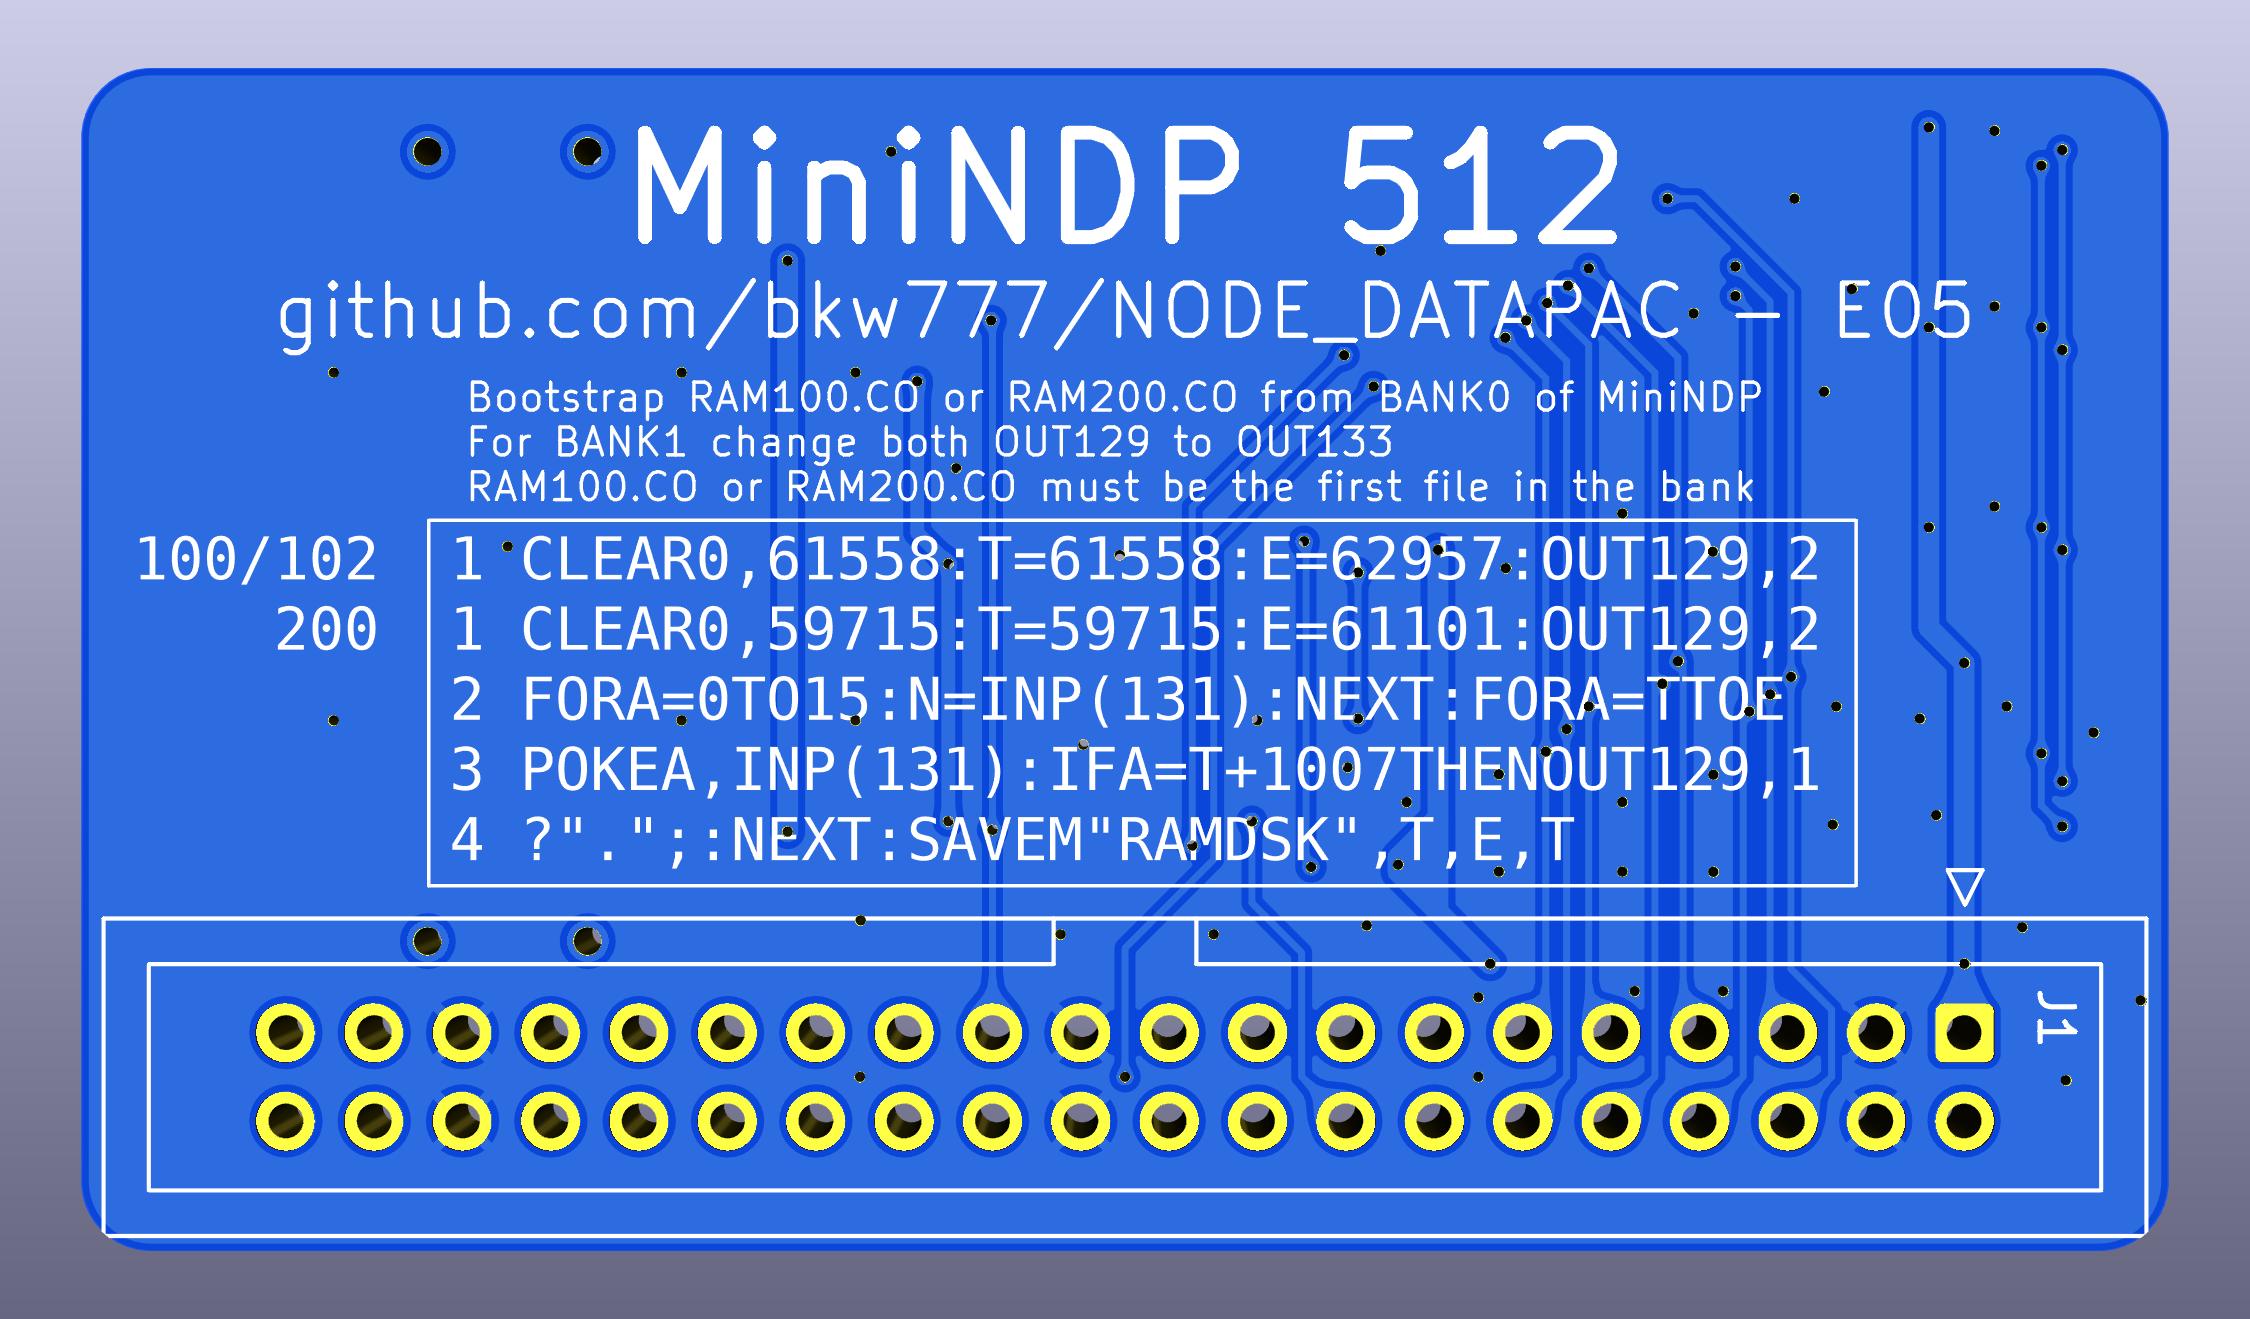 MiniNDP 512
github.com/bkw777/NODE_DATAPAC - E05
Bootstrap RAM100.CO or RAM200.CO from BANK0 of MiniNDP
For BANK1 change both OUT129 to OUT133
RAM100.CO or RAM200.CO must be the first file in the bank
100/102 1 CLEAR0,61558:T=61558:E=62957:OUT129,2
200 1 CLEAR0,59715:T=59715:E=61101:OUT129,2
2 FORA=0TO15:N=INP(131):NEXT:FORA=TTOE
3 POKEA,INP(131):IFA=T+1007THENOUT129,1
4 ?".";:NEXT:SAVEM"RAMDSK",T,E,T
J1